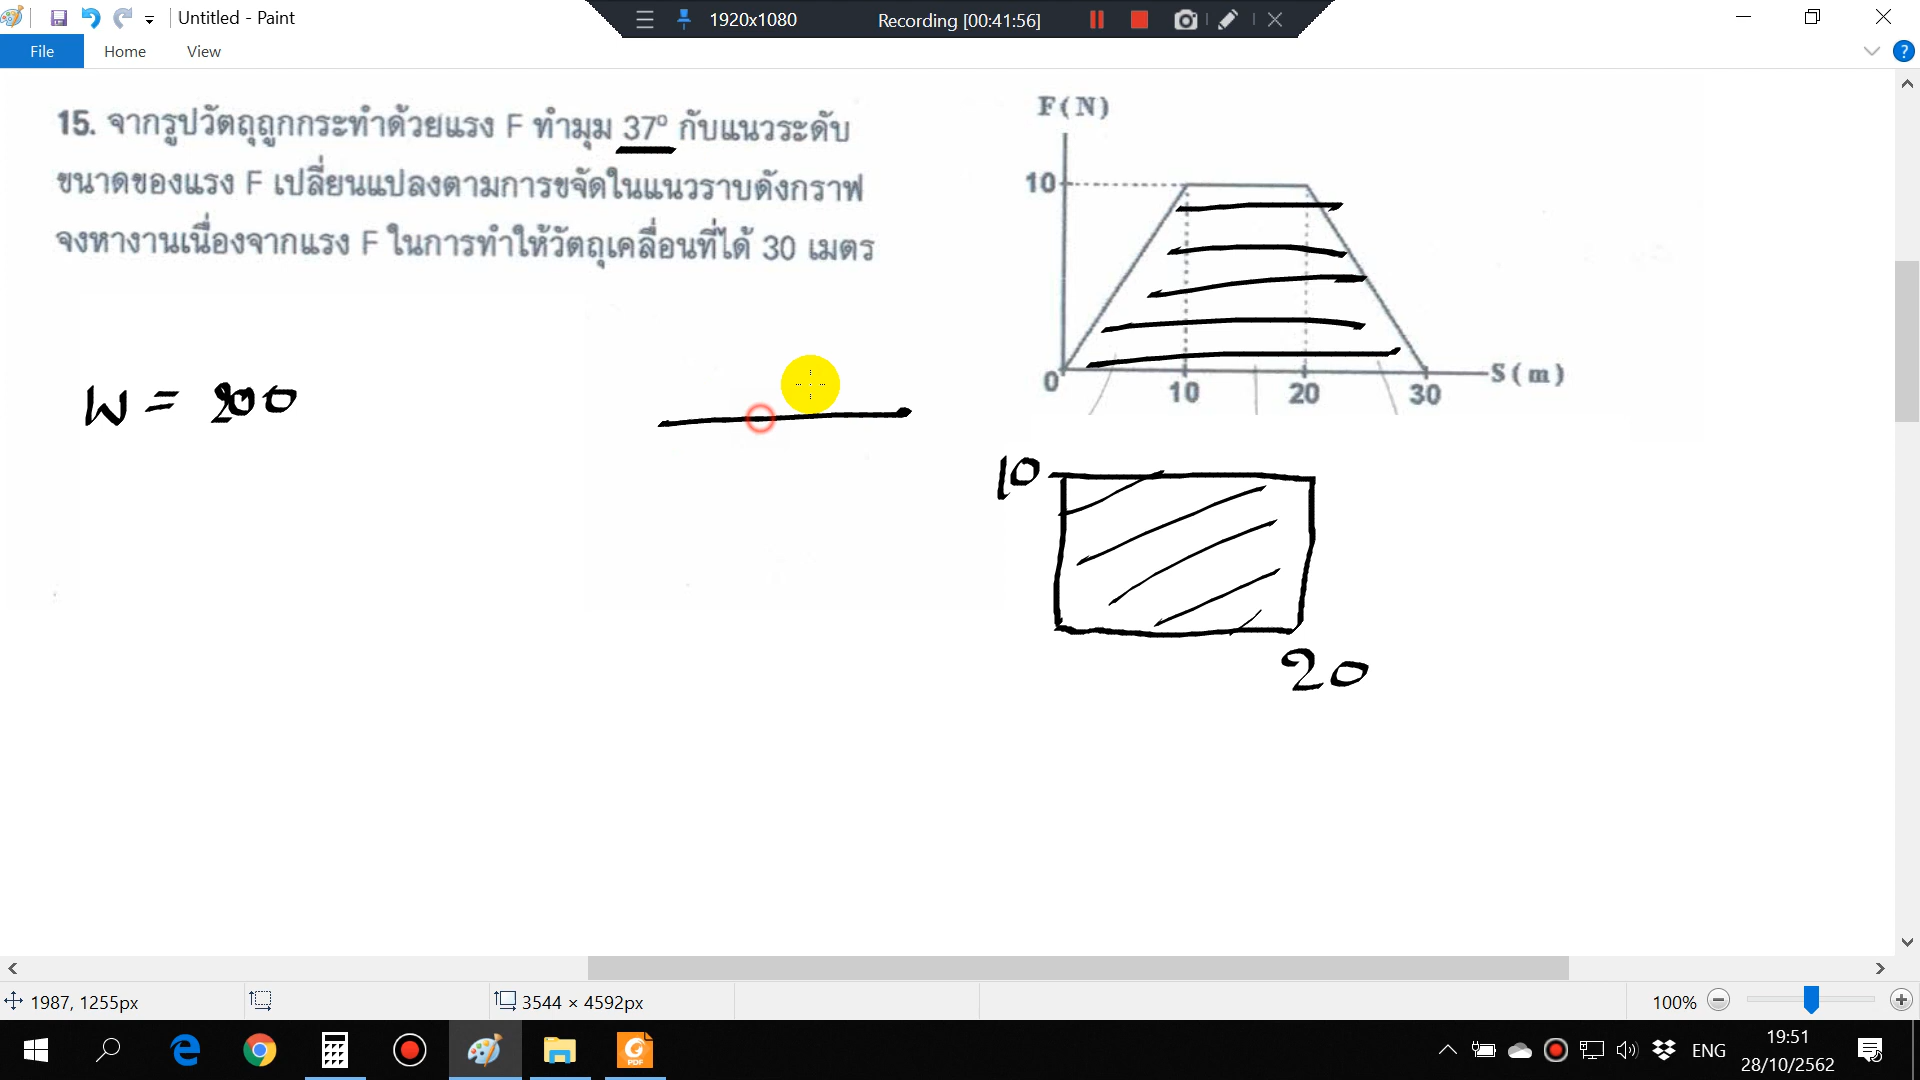 Untitled - Paint
1920x1080
Recording [00:41:56]
File
Home
View
15. จากรูปวัตถุถูกกระทำด้วยแรง F ทำมุม 37° กับแนวระดับ
ขนาดของแรง F เปลี่ยนแปลงตามการขจัดในแนวราบดังกราฟ
จงหางานเนื่องจากแรง F ในการทำให้วัตถุเคลื่อนที่ได้ 30 เมตร
F(N)
10
0
10
20
30
S(m)
W = 200
10
20
1987, 1255px
3544 × 4592px
100%
PDF
ENG
19:51
28/10/2562